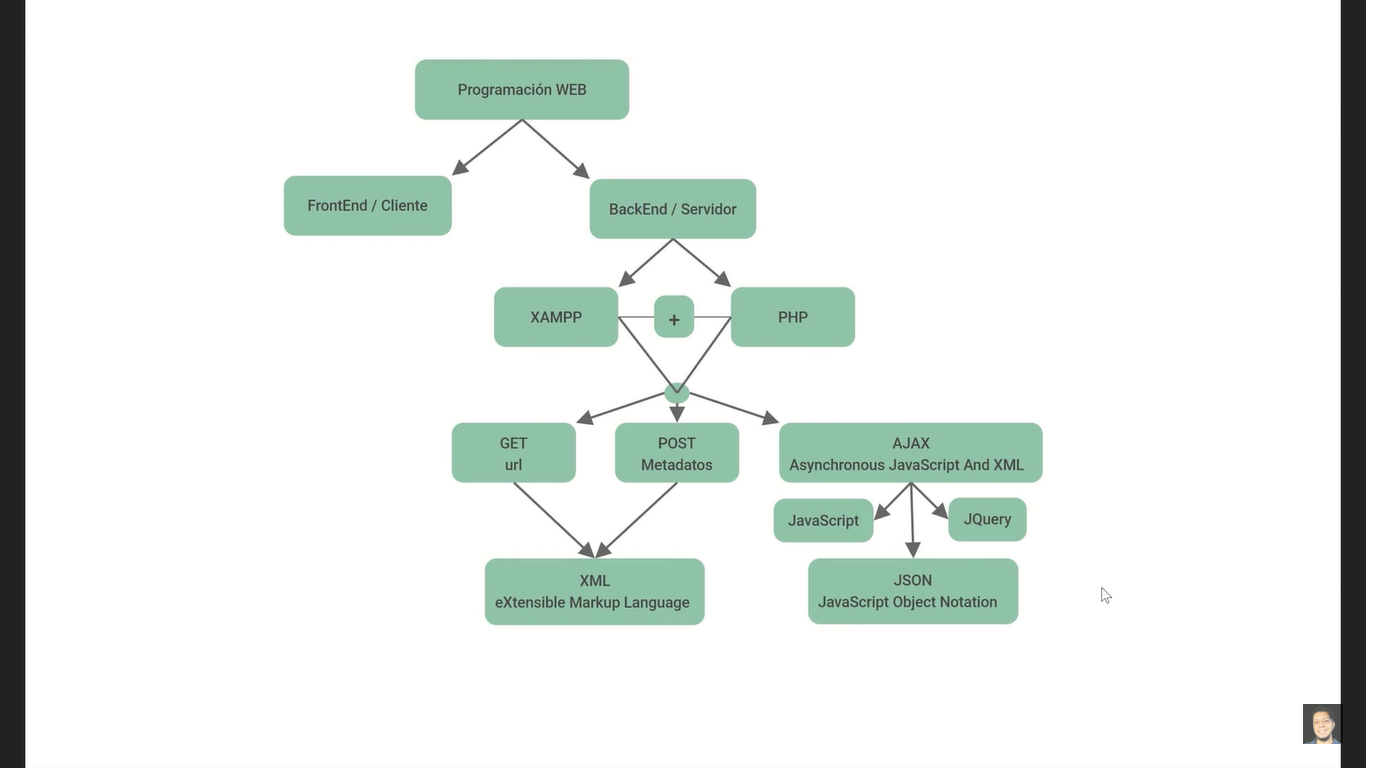 Programación WEB
FrontEnd / Cliente
BackEnd / Servidor
XAMPP
+
PHP
GET
url
POST
Metadatos
AJAX
Asynchronous JavaScript And XML
JavaScript
JQuery
XML
eXtensible Markup Language
JSON
JavaScript Object Notation